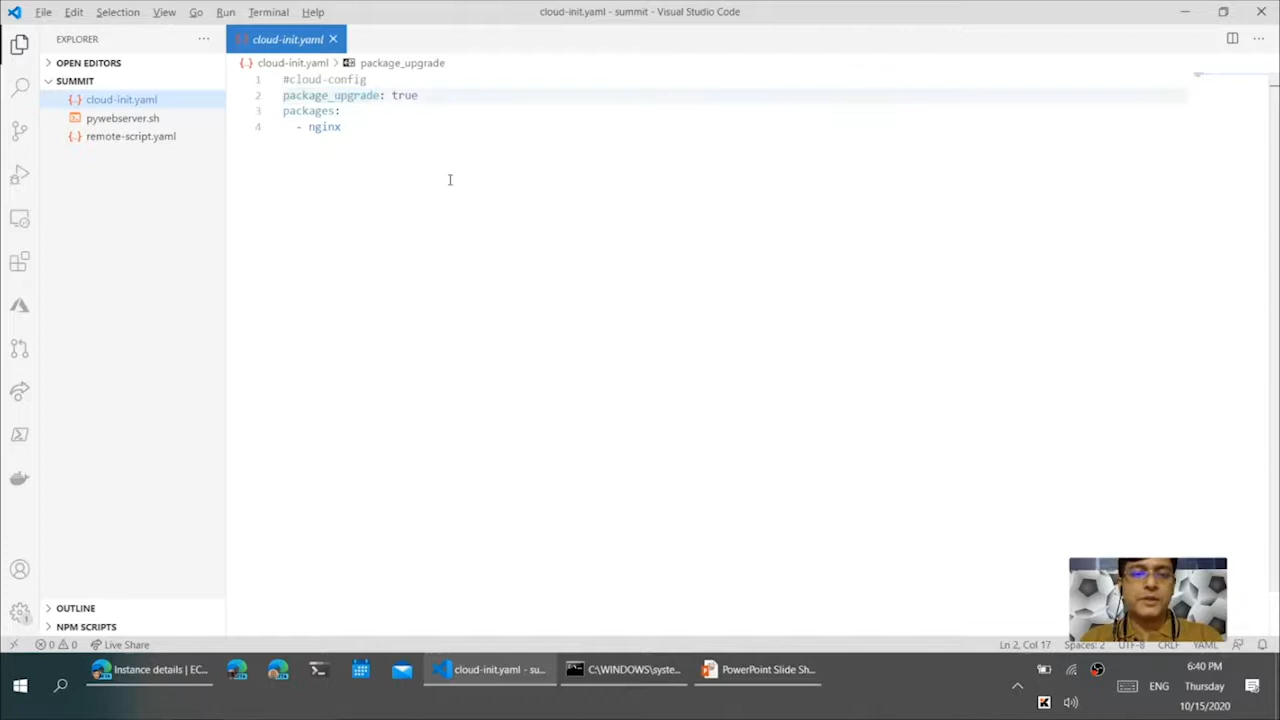 File Edit Selection View Go Run Terminal Help
cloud-init.yaml - summit - Visual Studio Code
EXPLORER
OPEN EDITORS
SUMMIT
cloud-init.yaml
pywebserver.sh
remote-script.yaml
OUTLINE
NPM SCRIPTS
cloud-init.yaml
cloud-init.yaml > package_upgrade
1 #cloud-config
2 package_upgrade: true
3 packages:
4 - nginx
0 0 Live Share
Ln 2, Col 17 Spaces: 2 UTF-8 CRLF YAML
Instance details | EC...
cloud-init.yaml - su...
C:\WINDOWS\syste...
PowerPoint Slide Sh...
ENG
6:40 PM
Thursday
10/15/2020